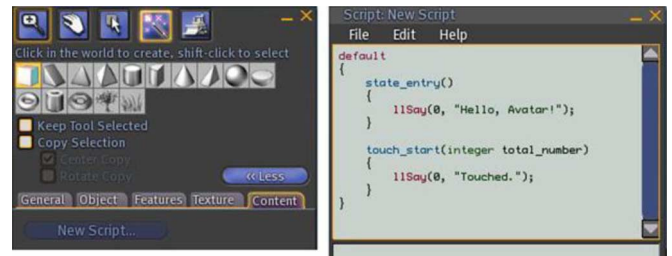 Click in the world to create, shift-click to select
Keep Tool Selected
Copy Selection
Center Copy
Rotate Copy
<< Less
General Object Features Texture Content
New Script...
Script: New Script
File Edit Help
default
{
state_entry()
{
llSay(0, "Hello, Avatar!");
}
touch_start(integer total_number)
{
llSay(0, "Touched.");
}
}